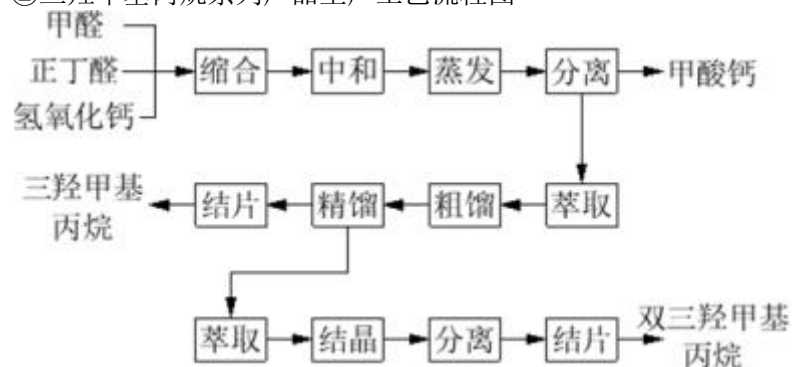 甲醛
正丁醛
氢氧化钙
缩合
中和
蒸发
分离
甲酸钙
三羟甲基
丙烷
结片
精馏
粗馏
萃取
萃取
结晶
分离
结片
双三羟甲基
丙烷